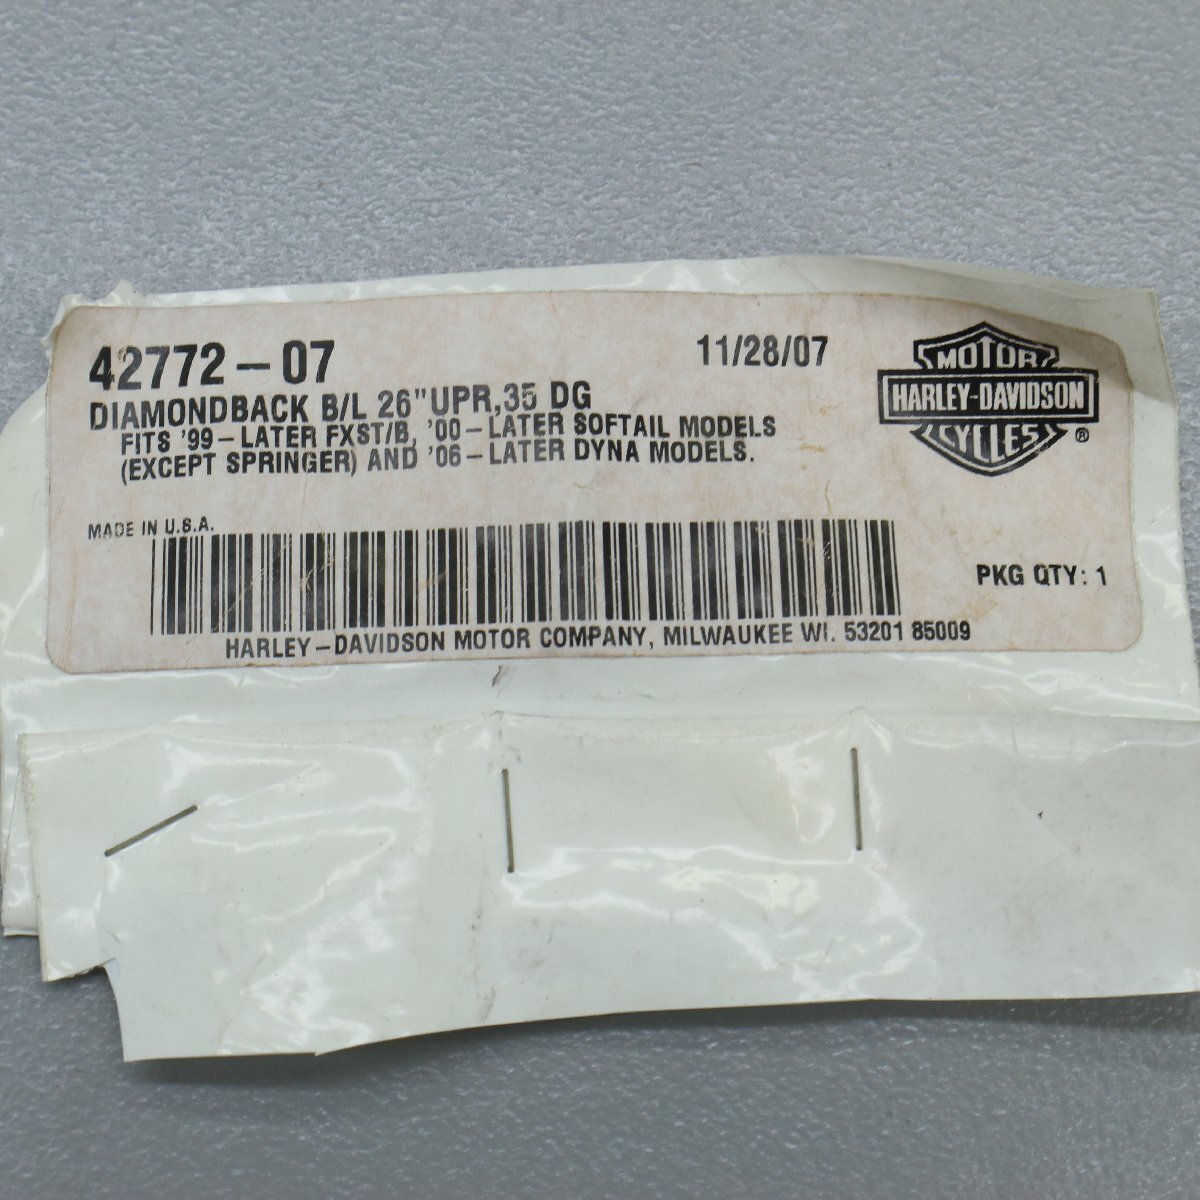 42772-07
11/28/07
DIAMONDBACK B/L 26"UPR,35 DG
FITS '99-LATER FXST/B, '00-LATER SOFTAIL MODELS
(EXCEPT SPRINGER) AND '06-LATER DYNA MODELS.
MOTOR
HARLEY-DAVIDSON
CYCLES ®
MADE IN U.S.A.
PKG QTY: 1
HARLEY-DAVIDSON MOTOR COMPANY, MILWAUKEE WI. 53201 85009